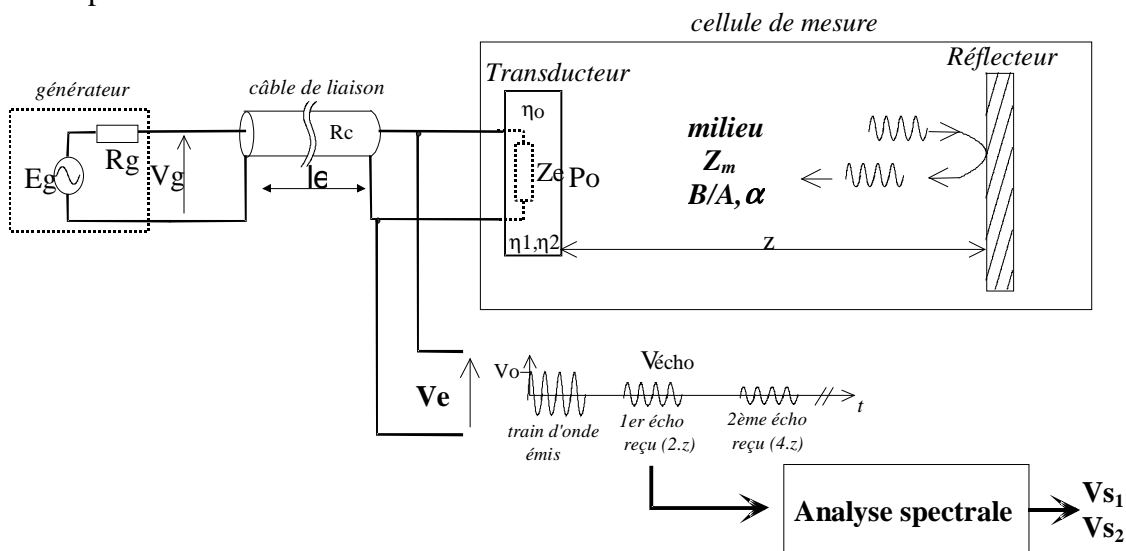 cellule de mesure
générateur
câble de liaison
Transducteur
Réflecteur
Eg
Rg
Vg
Rc
le
ηo
Ze
Po
η1,η2
milieu
Zm
B/A, α
z
Ve
Vo
Vécho
t
train d'onde
émis
1er écho
reçu (2.z)
2ème écho
reçu (4.z)
Analyse spectrale
Vs1
Vs2